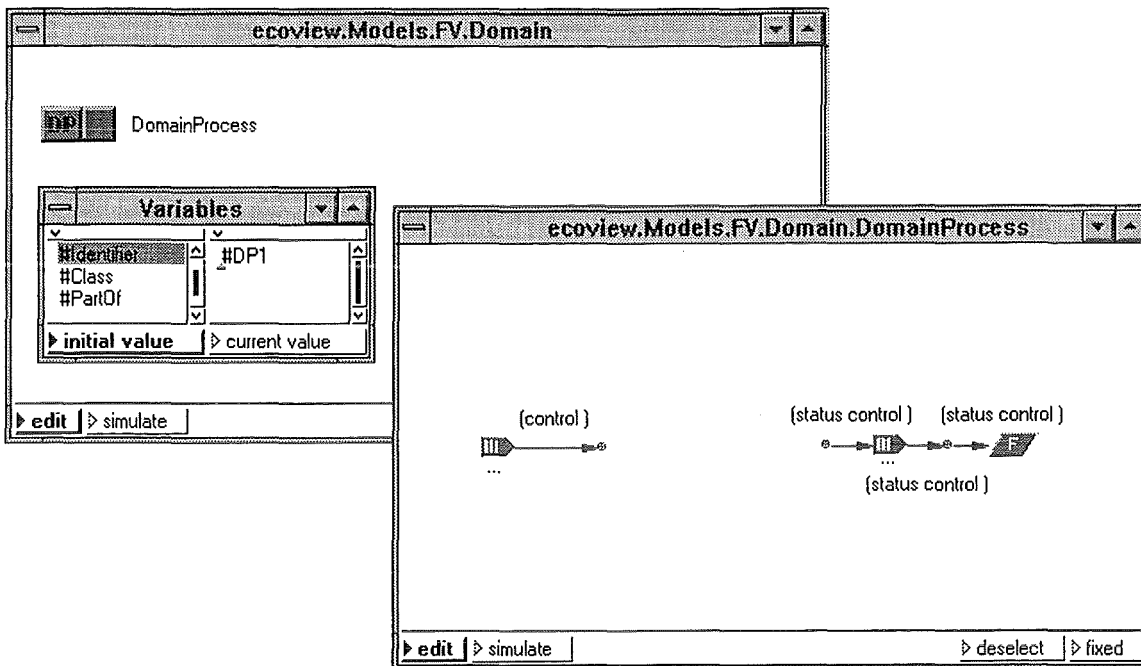 ecoview.Models.FV.Domain
DP DomainProcess
Variables
#Identifier
#Class
#PartOf
#DP1
initial value
current value
edit simulate
ecoview.Models.FV.Domain.DomainProcess
(control )
(status control ) (status control )
F
...
...
(status control )
edit simulate deselect fixed